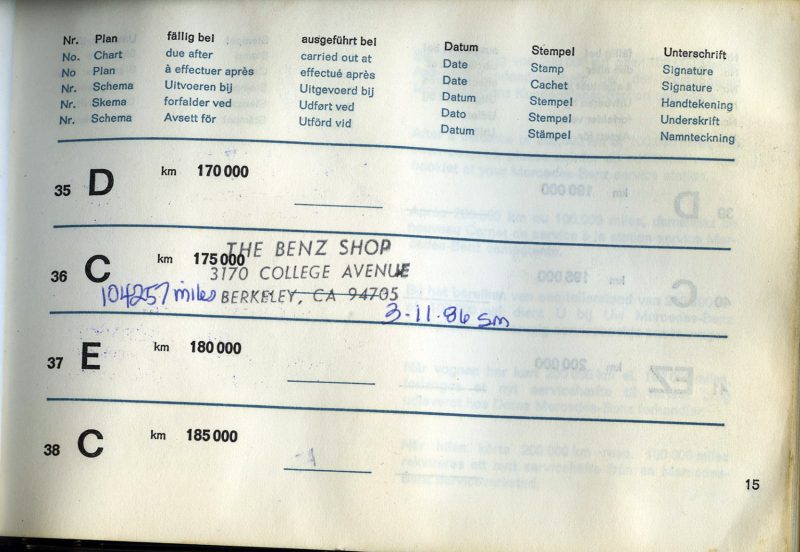 Nr. Plan fällig bei ausgeführt bei Datum Stempel Unterschrift
No. Chart due after carried out at Date Stamp Signature
No Plan à effectuer après effectué après Date Cachet Signature
Nr. Schema Uitvoeren bij Uitgevoerd bij Datum Stempel Handtekening
Nr. Skema forfalder ved Udført ved Dato Stempel Underskrift
Nr. Schema Avsett för Utförd vid Datum Stämpel Namnteckning
35 D km 170 000
36 C km 175 000
THE BENZ SHOP
3170 COLLEGE AVENUE
BERKELEY, CA 94705
104257 miles
3-11-86 sm
37 E km 180 000
38 C km 185 000
15